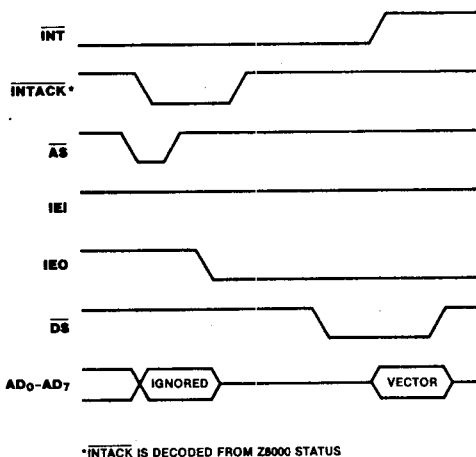 INT
INTACK*
AS
IEI
IEO
DS
AD0-AD7
IGNORED
VECTOR
*INTACK IS DECODED FROM Z8000 STATUS